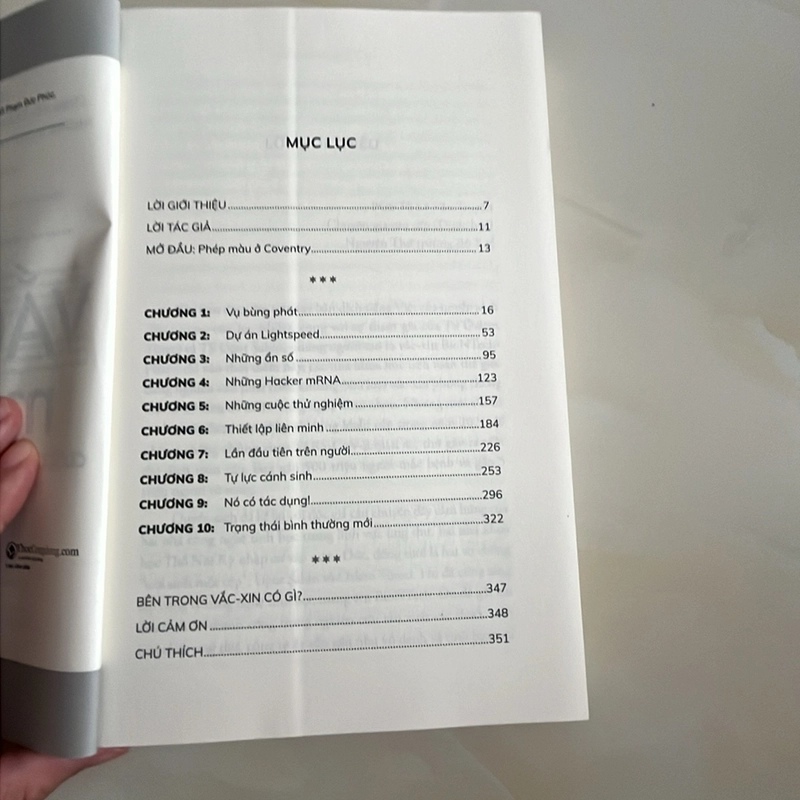 Phạm Đức Phúc
MỤC LỤC
LỜI GIỚI THIỆU........7
LỜI TÁC GIẢ........11
MỞ ĐẦU: Phép màu ở Coventry........13
***
CHƯƠNG 1: Vụ bùng phát........16
CHƯƠNG 2: Dự án Lightspeed........53
CHƯƠNG 3: Những ẩn số........95
CHƯƠNG 4: Những Hacker mRNA........123
CHƯƠNG 5: Những cuộc thử nghiệm........157
CHƯƠNG 6: Thiết lập liên minh........184
CHƯƠNG 7: Lần đầu tiên trên người........226
CHƯƠNG 8: Tự lực cánh sinh........253
CHƯƠNG 9: Nó có tác dụng!........296
CHƯƠNG 10: Trạng thái bình thường mới........322
***
BÊN TRONG VẮC-XIN CÓ GÌ?........347
LỜI CẢM ƠN........348
CHÚ THÍCH........351